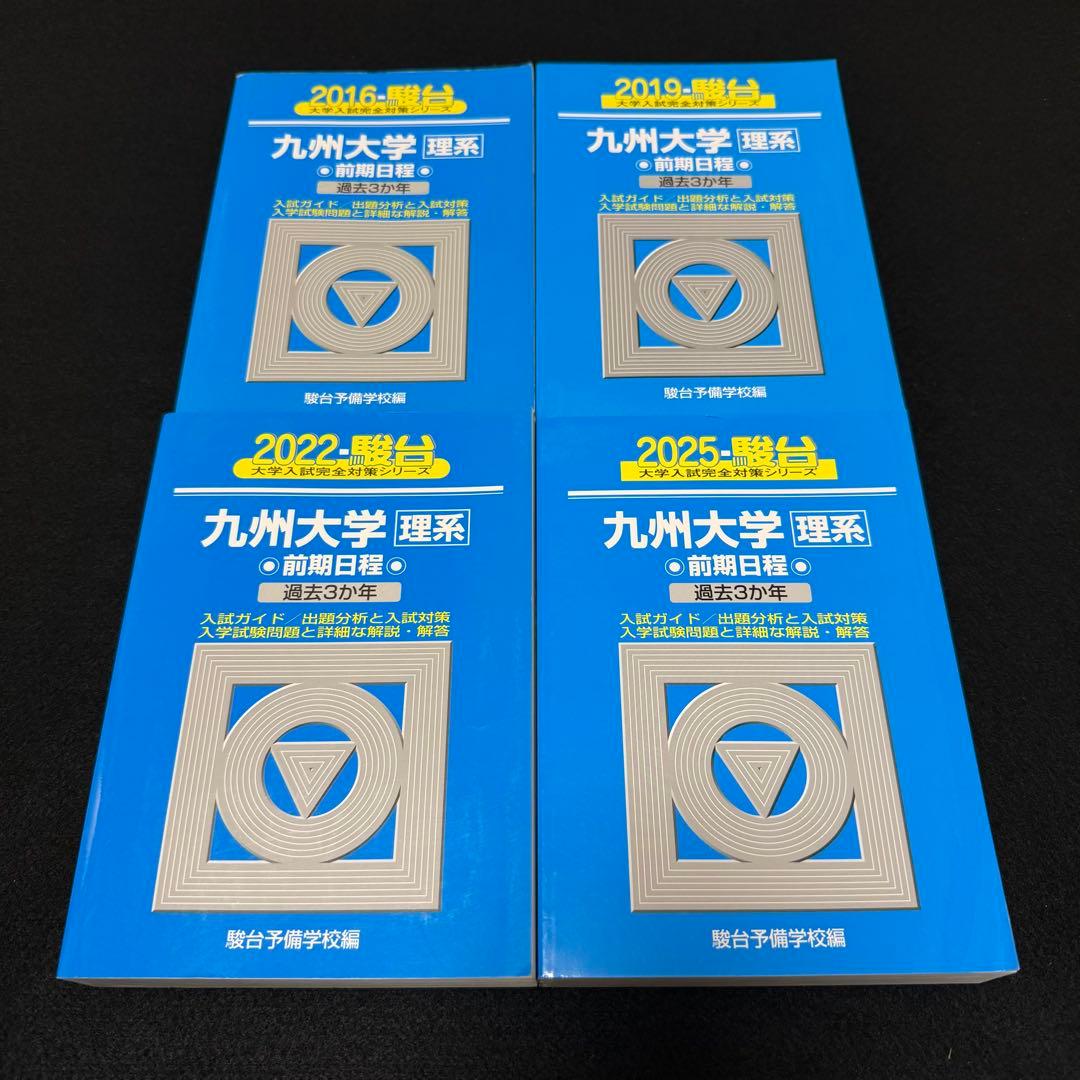 2016-駿台
大学入試完全対策シリーズ
九州大学 理系
前期日程
過去3か年
入試ガイド／出題分析と入試対策
入学試験問題と詳細な解説・解答
駿台予備学校編
2019-駿台
大学入試完全対策シリーズ
九州大学 理系
前期日程
過去3か年
入試ガイド／出題分析と入試対策
入学試験問題と詳細な解説・解答
駿台予備学校編
2022-駿台
大学入試完全対策シリーズ
九州大学 理系
前期日程
過去3か年
入試ガイド／出題分析と入試対策
入学試験問題と詳細な解説・解答
駿台予備学校編
2025-駿台
大学入試完全対策シリーズ
九州大学 理系
前期日程
過去3か年
入試ガイド／出題分析と入試対策
入学試験問題と詳細な解説・解答
駿台予備学校編